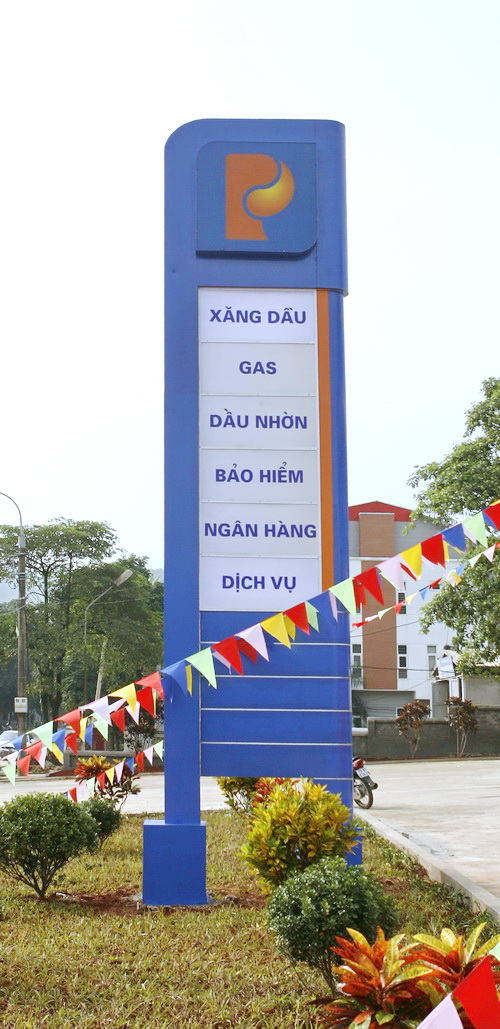 XĂNG DẦU
GAS
DẦU NHỜN
BẢO HIỂM
NGÂN HÀNG
DỊCH VỤ